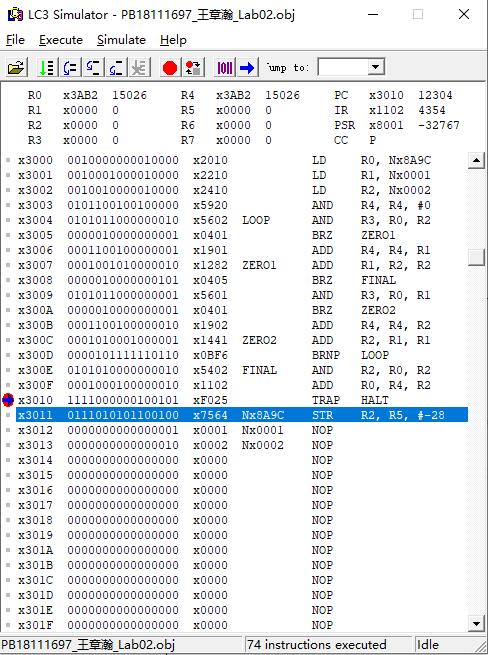 LC3 Simulator - PB18111697_王章瀚_Lab02.obj
File Execute Simulate Help
Jump to:
R0 x3AB2 15026 R4 x3AB2 15026 PC x3010 12304
R1 x0000 0 R5 x0000 0 IR x1102 4354
R2 x0000 0 R6 x0000 0 PSR x8001 -32767
R3 x0000 0 R7 x0000 0 CC P
x3000 0010000000010000 x2010 LD R0, Nx8A9C
x3001 0010001000010000 x2210 LD R1, Nx0001
x3002 0010010000010000 x2410 LD R2, Nx0002
x3003 0101100100100000 x5920 AND R4, R4, #0
x3004 0101011000000010 x5602 LOOP AND R3, R0, R2
x3005 0000010000000001 x0401 BRZ ZERO1
x3006 0001100100000001 x1901 ADD R4, R4, R1
x3007 0001001010000010 x1282 ZERO1 ADD R1, R2, R2
x3008 0000010000000101 x0405 BRZ FINAL
x3009 0101011000000001 x5601 AND R3, R0, R1
x300A 0000010000000001 x0401 BRZ ZERO2
x300B 0001100100000010 x1902 ADD R4, R4, R2
x300C 0001010001000001 x1441 ZERO2 ADD R2, R1, R1
x300D 0000101111110110 x0BF6 BRNP LOOP
x300E 0101010000000010 x5402 FINAL AND R2, R0, R2
x300F 0001000100000010 x1102 ADD R0, R4, R2
x3010 1111000000100101 xF025 TRAP HALT
x3011 0111010101100100 x7564 Nx8A9C STR R2, R5, #-28
x3012 0000000000000001 x0001 Nx0001 NOP
x3013 0000000000000010 x0002 Nx0002 NOP
x3014 0000000000000000 x0000 NOP
x3015 0000000000000000 x0000 NOP
x3016 0000000000000000 x0000 NOP
x3017 0000000000000000 x0000 NOP
x3018 0000000000000000 x0000 NOP
x3019 0000000000000000 x0000 NOP
x301A 0000000000000000 x0000 NOP
x301B 0000000000000000 x0000 NOP
x301C 0000000000000000 x0000 NOP
x301D 0000000000000000 x0000 NOP
x301E 0000000000000000 x0000 NOP
x301F 0000000000000000 x0000 NOP
PB18111697_王章瀚_Lab02.obj 74 instructions executed Idle